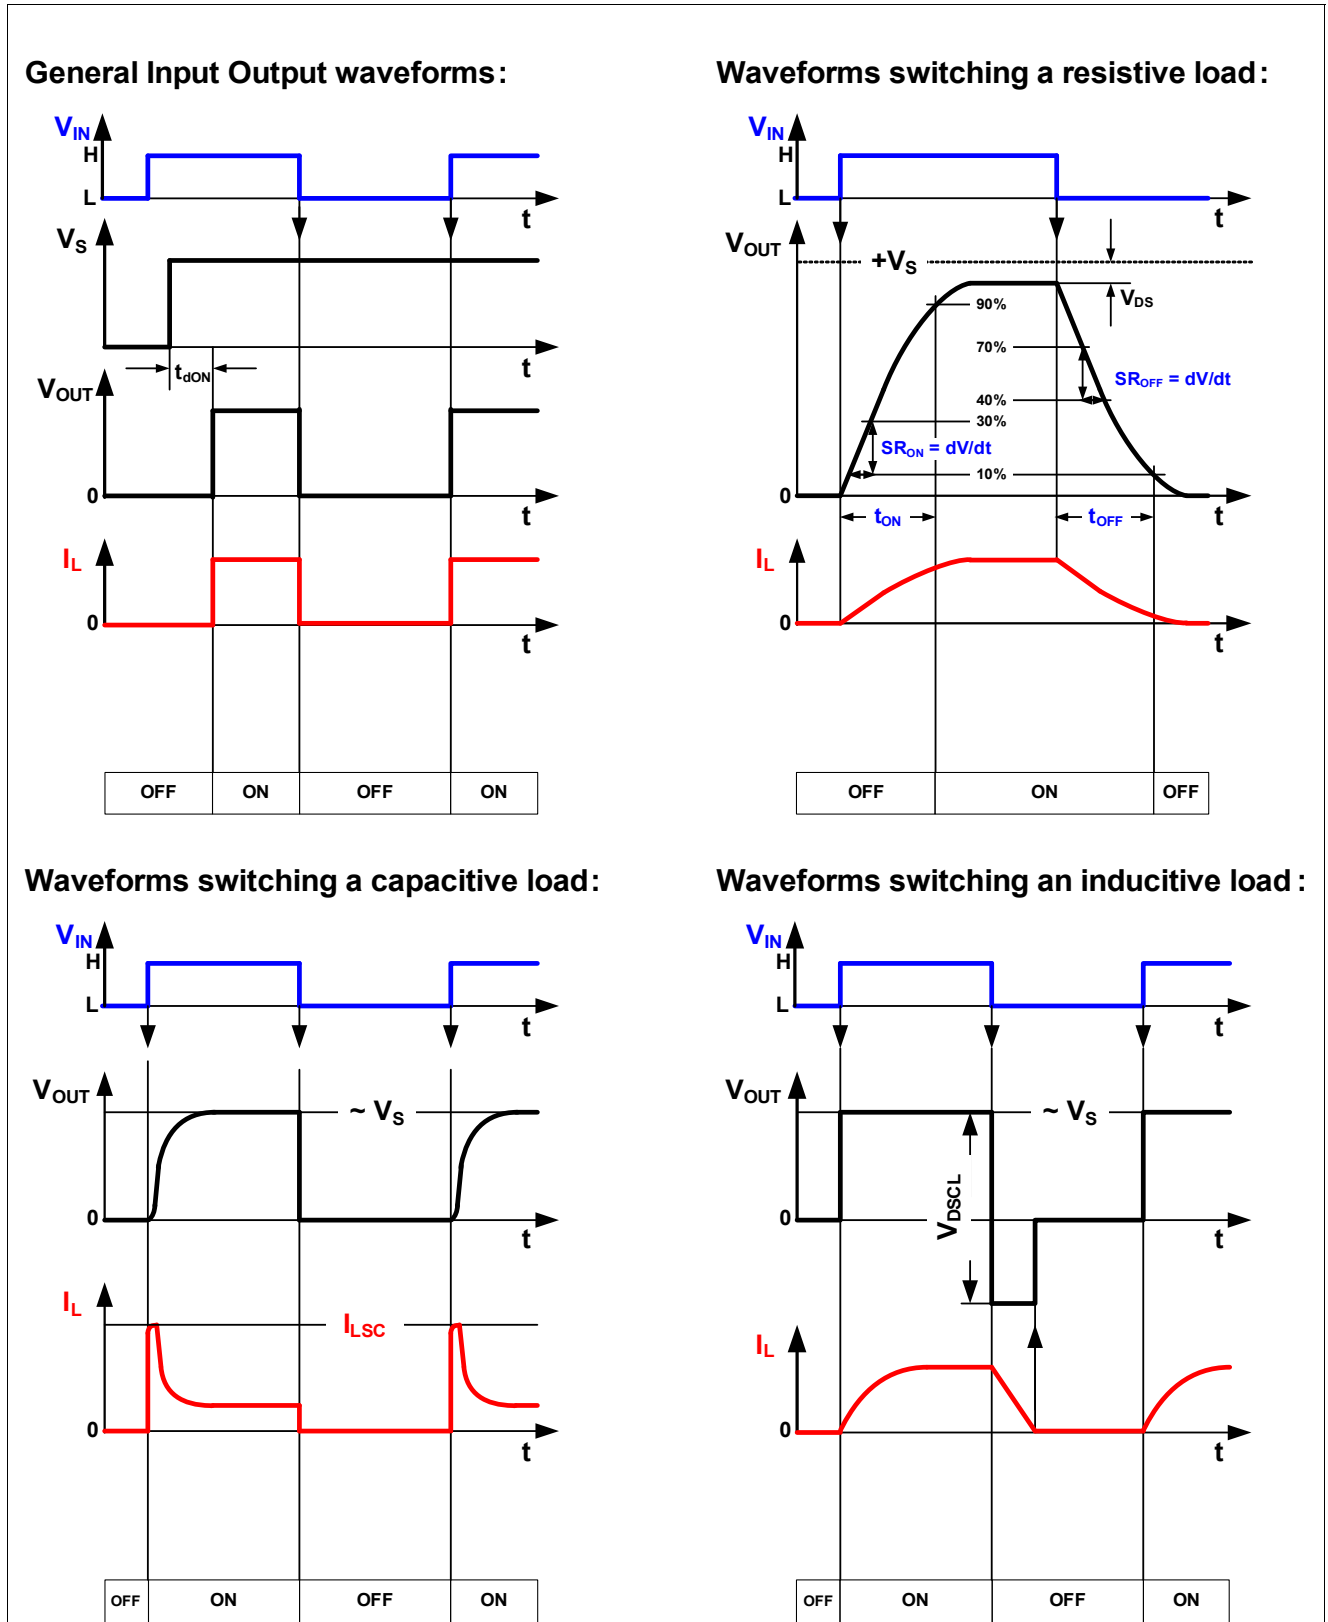 General Input Output waveforms:
VIN
H
L
t
VS
t
tdON
VOUT
0
t
IL
0
t
OFF ON OFF ON
Waveforms switching a resistive load:
VIN
H
L
t
VOUT
+VS
VDS
90%
70%
SROFF = dV/dt
40%
30%
SRON = dV/dt
10%
0
t
tON
tOFF
IL
0
t
OFF ON OFF
Waveforms switching a capacitive load:
VIN
H
L
t
VOUT
~ VS
0
t
IL
ILSC
0
t
OFF ON OFF ON
Waveforms switching an inducitive load :
VIN
H
L
t
VOUT
~ VS
VDSCL
0
t
IL
0
t
OFF ON OFF ON